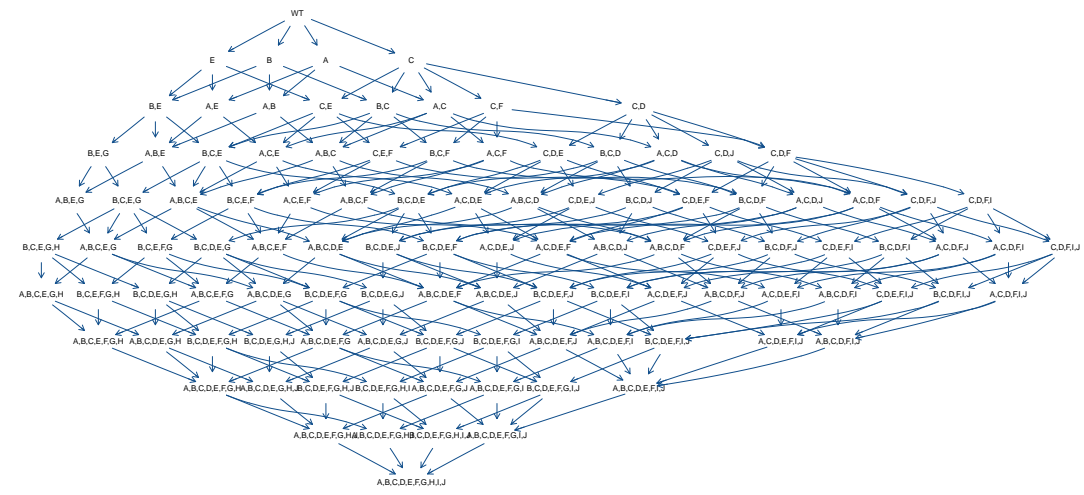 WT
E B A C
B,E A,E A,B C,E B,C A,C C,F C,D
B,E,G A,B,E B,C,E A,C,E A,B,C C,E,F B,C,F A,C,F C,D,E B,C,D A,C,D C,D,J C,D,F
A,B,E,G B,C,E,G A,B,C,E B,C,E,F A,C,E,F A,B,C,F B,C,D,E A,C,D,E A,B,C,D C,D,E,J B,C,D,J C,D,E,F B,C,D,F A,C,D,J A,C,D,F C,D,F,J C,D,F,I
B,C,E,G,H A,B,C,E,G B,C,E,F,G B,C,D,E,G A,B,C,E,F A,B,C,D,E B,C,D,E,J B,C,D,E,F A,C,D,E,J A,C,D,E,F A,B,C,D,J A,B,C,D,F C,D,E,F,J B,C,D,F,J C,D,E,F,I B,C,D,F,I A,C,D,F,J A,C,D,F,I C,D,F,I,J
A,B,C,E,G,H B,C,E,F,G,H B,C,D,E,G,H A,B,C,E,F,G A,B,C,D,E,G B,C,D,E,F,G B,C,D,E,G,J A,B,C,D,E,F A,B,C,D,E,J B,C,D,E,F,J B,C,D,E,F,I A,C,D,E,F,J A,B,C,D,F,J A,C,D,E,F,I A,B,C,D,F,I C,D,E,F,I,J B,C,D,F,I,J A,C,D,F,I,J
A,B,C,E,F,G,H A,B,C,D,E,G,H B,C,D,E,F,G,H B,C,D,E,G,H,J A,B,C,D,E,F,G A,B,C,D,E,G,J B,C,D,E,F,G,J B,C,D,E,F,G,I A,B,C,D,E,F,J A,B,C,D,E,F,I B,C,D,E,F,I,J A,C,D,E,F,I,J A,B,C,D,F,I,J
A,B,C,D,E,F,G,H A,B,C,D,E,G,H,J B,C,D,E,F,G,H,J B,C,D,E,F,G,H,I A,B,C,D,E,F,G,J A,B,C,D,E,F,G,I B,C,D,E,F,G,I,J A,B,C,D,E,F,I,J
A,B,C,D,E,F,G,H,J A,B,C,D,E,F,G,H,I B,C,D,E,F,G,H,I,J A,B,C,D,E,F,G,I,J
A,B,C,D,E,F,G,H,I,J